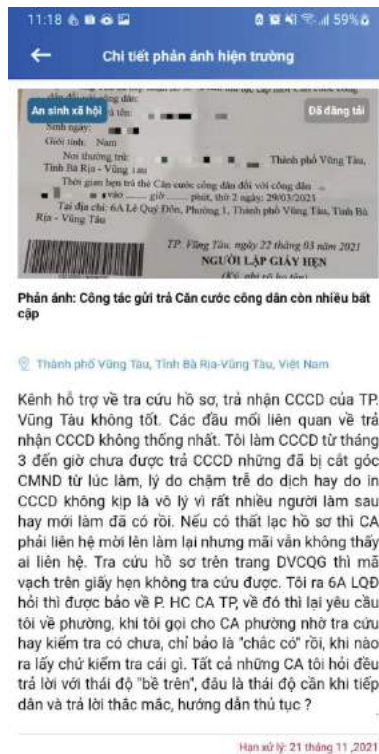 11:18
59%
Chi tiết phản ánh hiện trường
An sinh xã hội
Đã đăng tải
Sinh ngày:
Giới tính: Nam
Nơi thường trú:
Thành phố Vũng Tàu,
Tỉnh Bà Rịa - Vũng Tàu
Thời gian hẹn trả thẻ Căn cước công dân đối với công dân
vào ...... giờ ...... phút, thứ 2 ngày: 29/03/2021
Tại địa chỉ: 6A Lê Quý Đôn, Phường 1, Thành phố Vũng Tàu, Tỉnh Bà
Rịa - Vũng Tàu
TP. Vũng Tàu, ngày 22 tháng 03 năm 2021
NGƯỜI LẬP GIẤY HẸN
(Ký, ghi rõ họ tên)
Phản ánh: Công tác gửi trả Căn cước công dân còn nhiều bất
cập
Thành phố Vũng Tàu, Tỉnh Bà Rịa-Vũng Tàu, Việt Nam
Kênh hỗ trợ về tra cứu hồ sơ, trả nhận CCCD của TP.
Vũng Tàu không tốt. Các đầu mối liên quan về trả
nhận CCCD không thống nhất. Tôi làm CCCD từ tháng
3 đến giờ chưa được trả CCCD những đã bị cắt góc
CMND từ lúc làm, lý do chậm trễ do dịch hay do in
CCCD không kịp là vô lý vì rất nhiều người làm sau
hay mới làm đã có rồi. Nếu có thất lạc hồ sơ thì CA
phải liên hệ mời lên làm lại nhưng mãi vẫn không thấy
ai liên hệ. Tra cứu hồ sơ trên trang DVCQG thì mã
vạch trên giấy hẹn không tra cứu được. Tôi ra 6A LQĐ
hỏi thì được bảo về P. HC CA TP, về đó thì lại yêu cầu
tôi về phường, khi tôi gọi cho CA phường nhờ tra cứu
hay kiểm tra có chưa, chỉ bảo là "chắc có" rồi, khi nào
ra lấy chứ kiểm tra cái gì. Tất cả những CA tôi hỏi đều
trả lời với thái độ "bề trên", đâu là thái độ cần khi tiếp
dân và trả lời thắc mắc, hướng dẫn thủ tục ?
Hạn xử lý: 21 tháng 11 ,2021